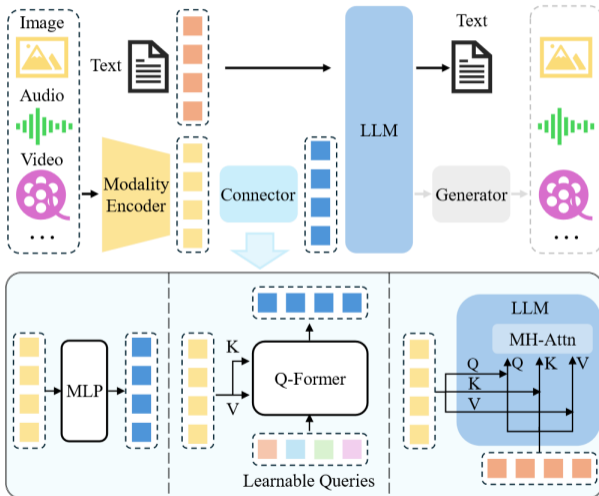 Image
Audio
Video
...
Text
Modality
Encoder
Connector
LLM
Text
Generator
...
MLP
K
V
Q-Former
Learnable Queries
LLM
MH-Attn
Q
K
V
Q
K
V